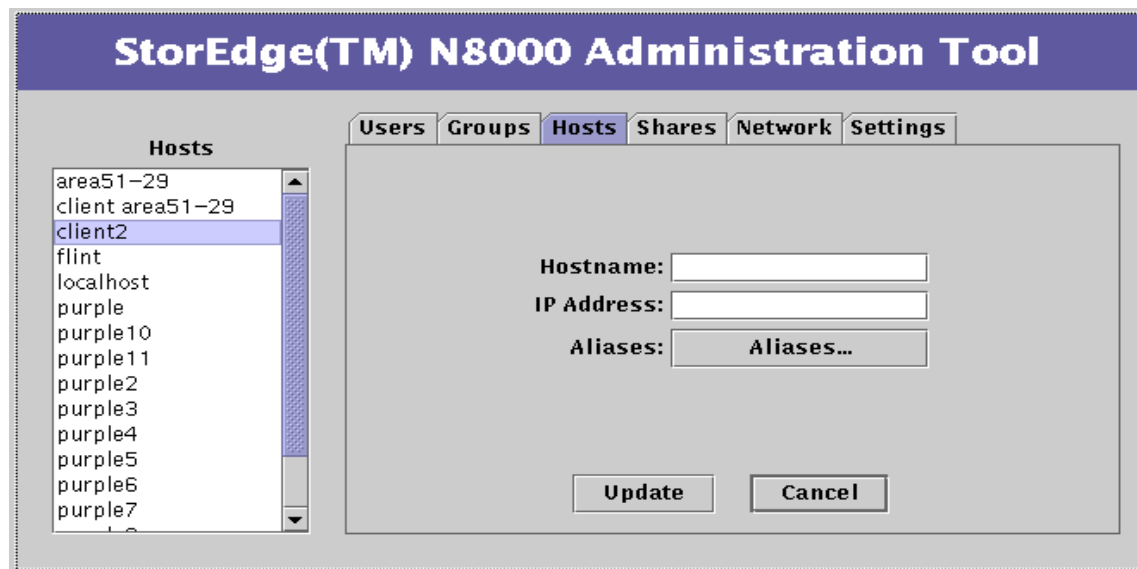 StorEdge(TM) N8000 Administration Tool
Users Groups Hosts Shares Network Settings
Hosts
area51-29
client area51-29
client2
flint
localhost
purple
purple10
purple11
purple2
purple3
purple4
purple5
purple6
purple7
Hostname:
IP Address:
Aliases: Aliases...
Update Cancel